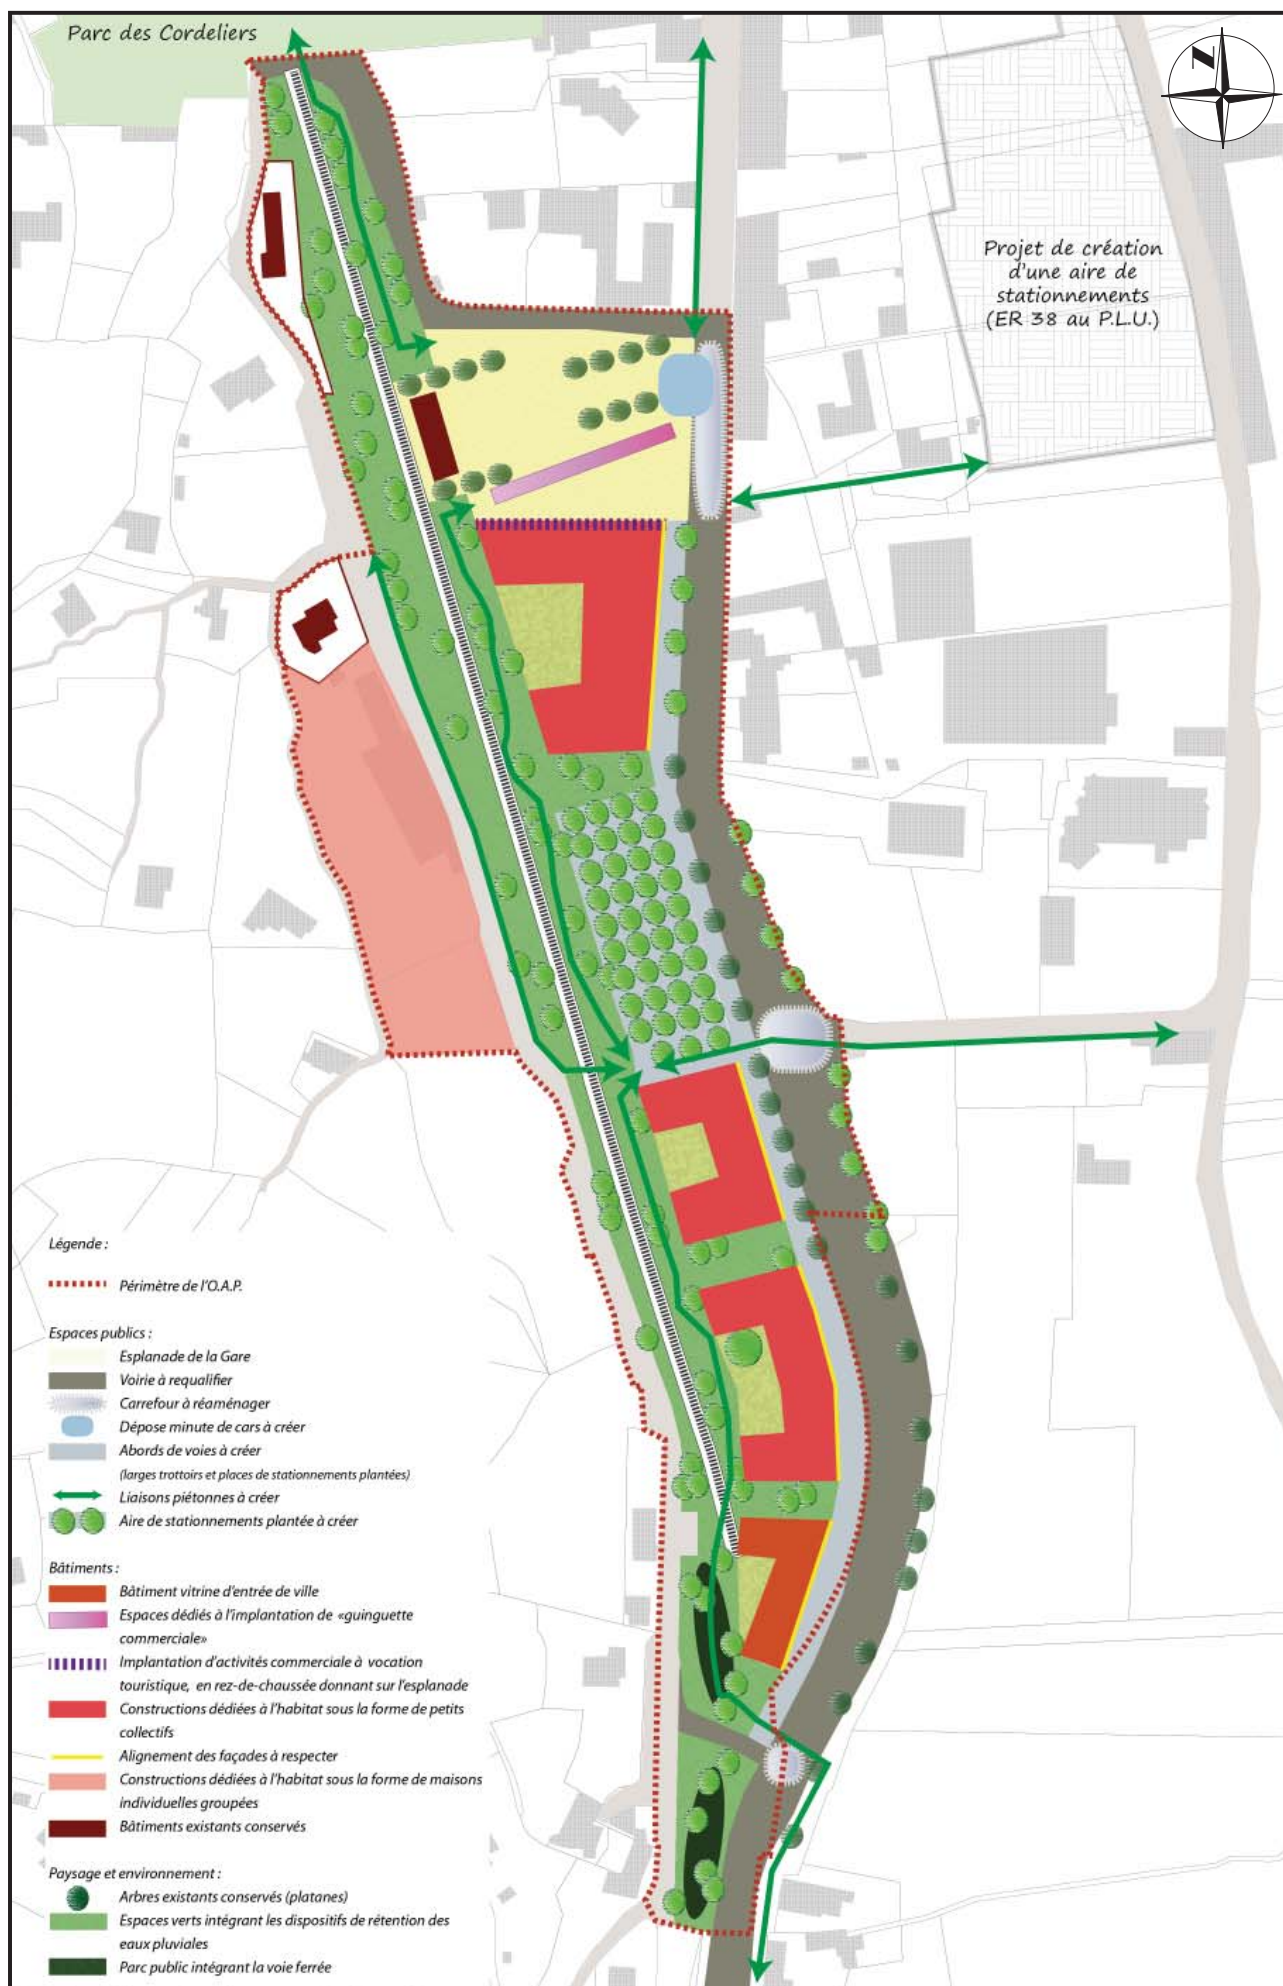 Parc des Cordeliers
N
Projet de création
d'une aire de
stationnements
(ER 38 au P.L.U.)
Légende :
Périmètre de l'O.A.P.
Espaces publics :
Esplanade de la Gare
Voirie à requalifier
Carrefour à réaménager
Dépose minute de cars à créer
Abords de voies à créer
(larges trottoirs et places de stationnements plantées)
Liaisons piétonnes à créer
Aire de stationnements plantée à créer
Bâtiments :
Bâtiment vitrine d'entrée de ville
Espaces dédiés à l'implantation de «guinguette
commerciale»
Implantation d'activités commerciale à vocation
touristique, en rez-de-chaussée donnant sur l'esplanade
Constructions dédiées à l'habitat sous la forme de petits
collectifs
Alignement des façades à respecter
Constructions dédiées à l'habitat sous la forme de maisons
individuelles groupées
Bâtiments existants conservés
Paysage et environnement :
Arbres existants conservés (platanes)
Espaces verts intégrant les dispositifs de rétention des
eaux pluviales
Parc public intégrant la voie ferrée